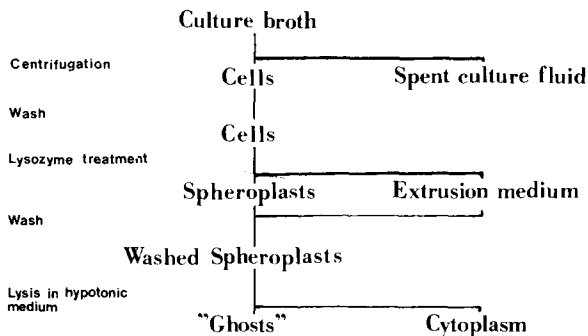 Culture broth
Centrifugation
Cells Spent culture fluid
Wash
Cells
Lysozyme treatment
Spheroplasts Extrusion medium
Wash
Washed Spheroplasts
Lysis in hypotonic
medium
"Ghosts" Cytoplasm